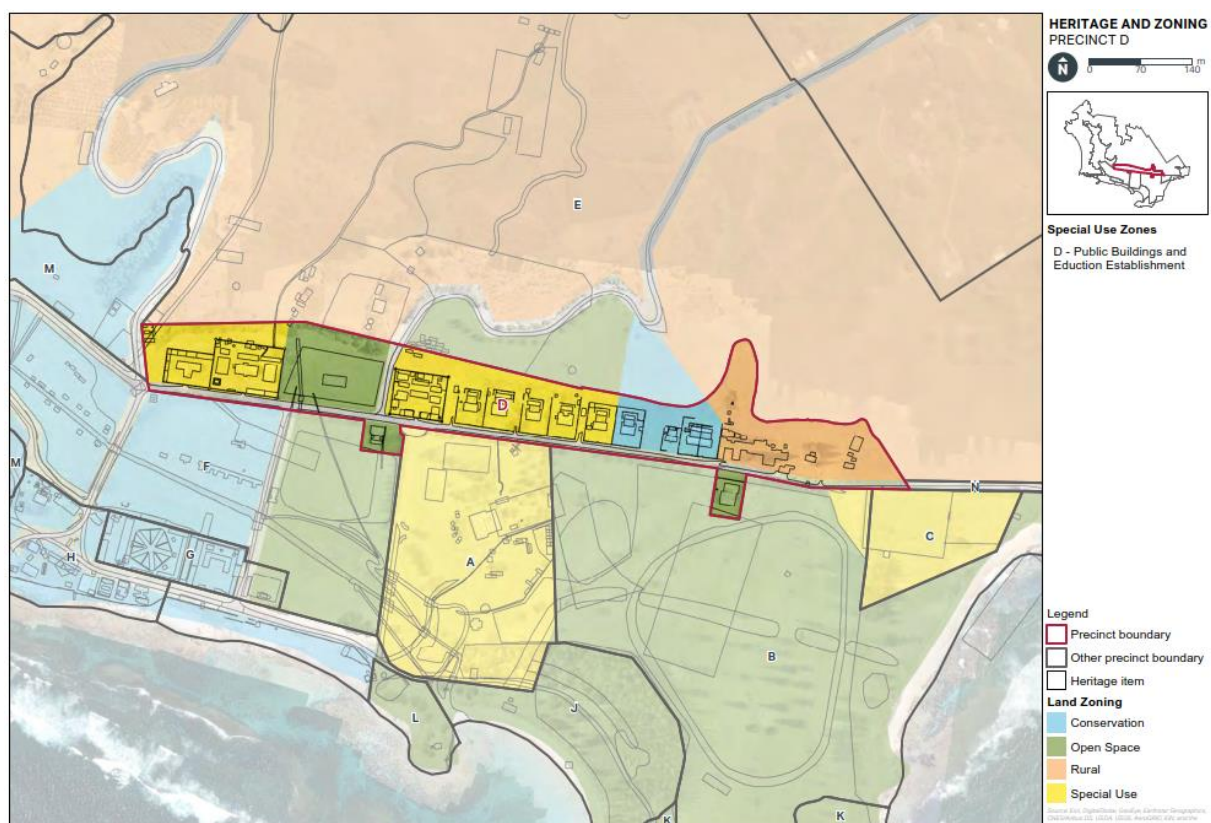 HERITAGE AND ZONING
PRECINCT D
N
0 70 140 m
Special Use Zones
D - Public Buildings and
Eduction Establishment
Legend
Precinct boundary
Other precinct boundary
Heritage item
Land Zoning
Conservation
Open Space
Rural
Special Use
E
M
D
F
M
N
C
G
H
A
B
J
L
K
K